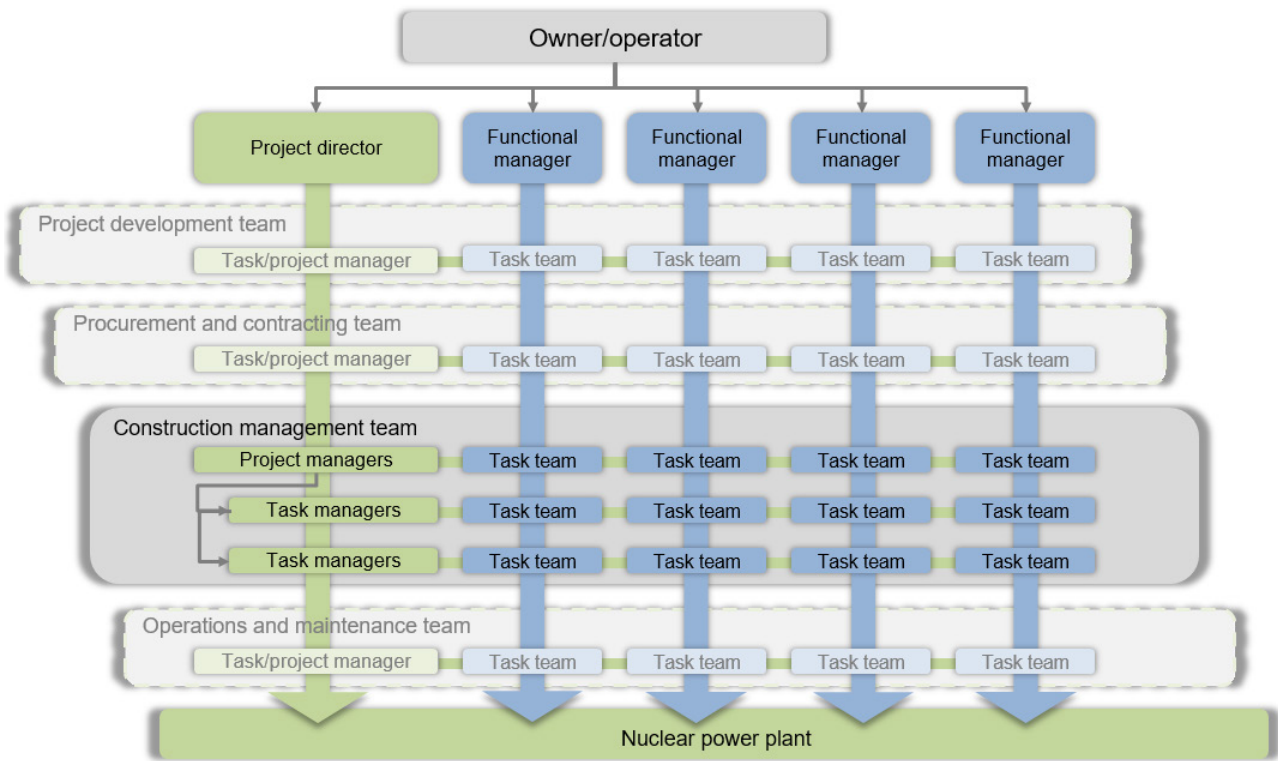 Owner/operator
Project director
Functional
manager
Functional
manager
Functional
manager
Functional
manager
Project development team
Task/project manager
Task team
Task team
Task team
Task team
Procurement and contracting team
Task/project manager
Task team
Task team
Task team
Task team
Construction management team
Project managers
Task team
Task team
Task team
Task team
Task managers
Task team
Task team
Task team
Task team
Task managers
Task team
Task team
Task team
Task team
Operations and maintenance team
Task/project manager
Task team
Task team
Task team
Task team
Nuclear power plant